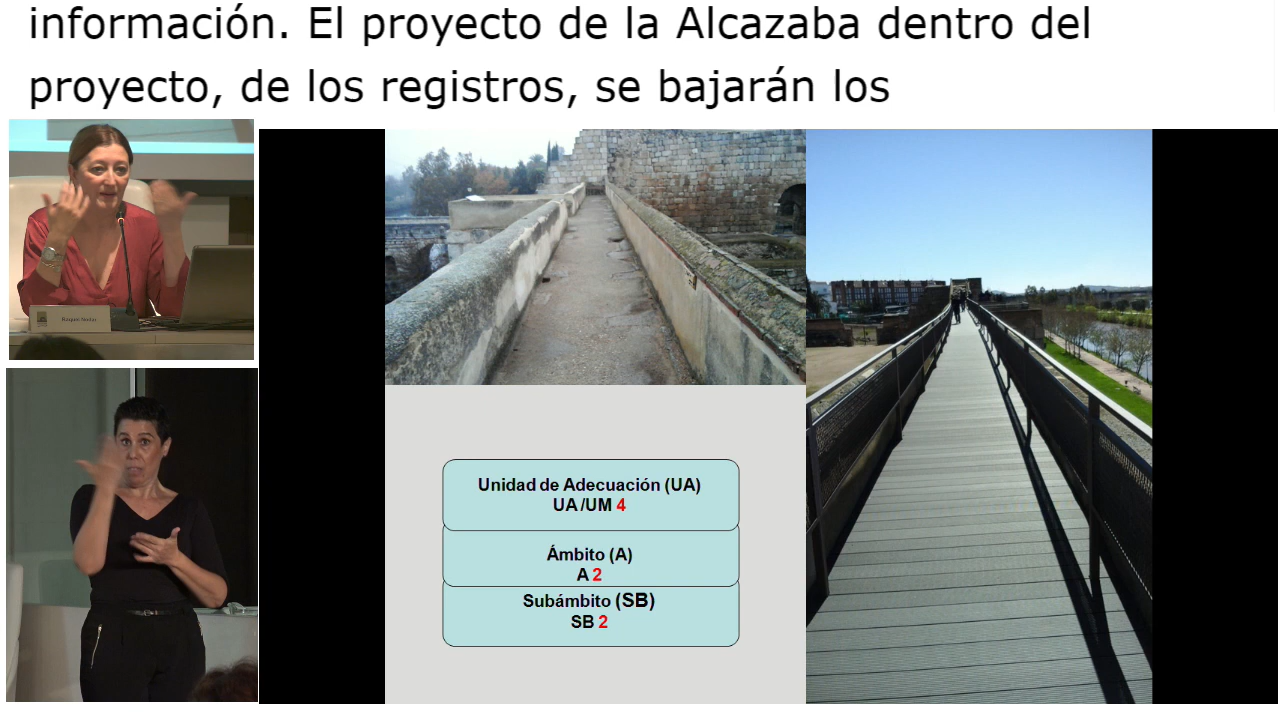 información. El proyecto de la Alcazaba dentro del
proyecto, de los registros, se bajarán los
Unidad de Adecuación (UA)
UA/UM 4
Ámbito (A)
A 2
Subámbito (SB)
SB 2